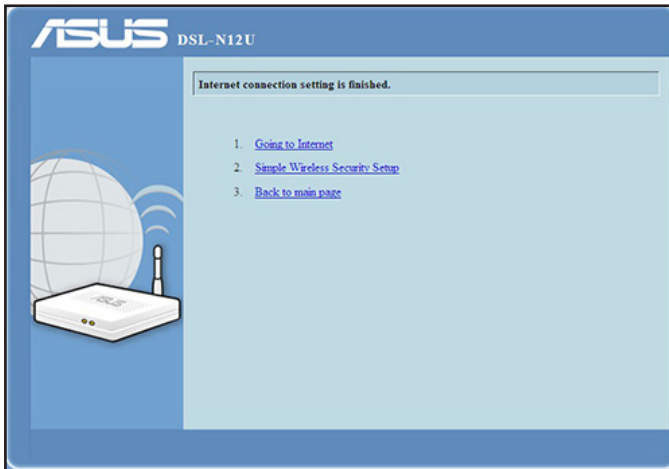 ASUS DSL-N12U
Internet connection setting is finished.
1. Going to Internet
2. Simple Wireless Security Setup
3. Back to main page
ASUS